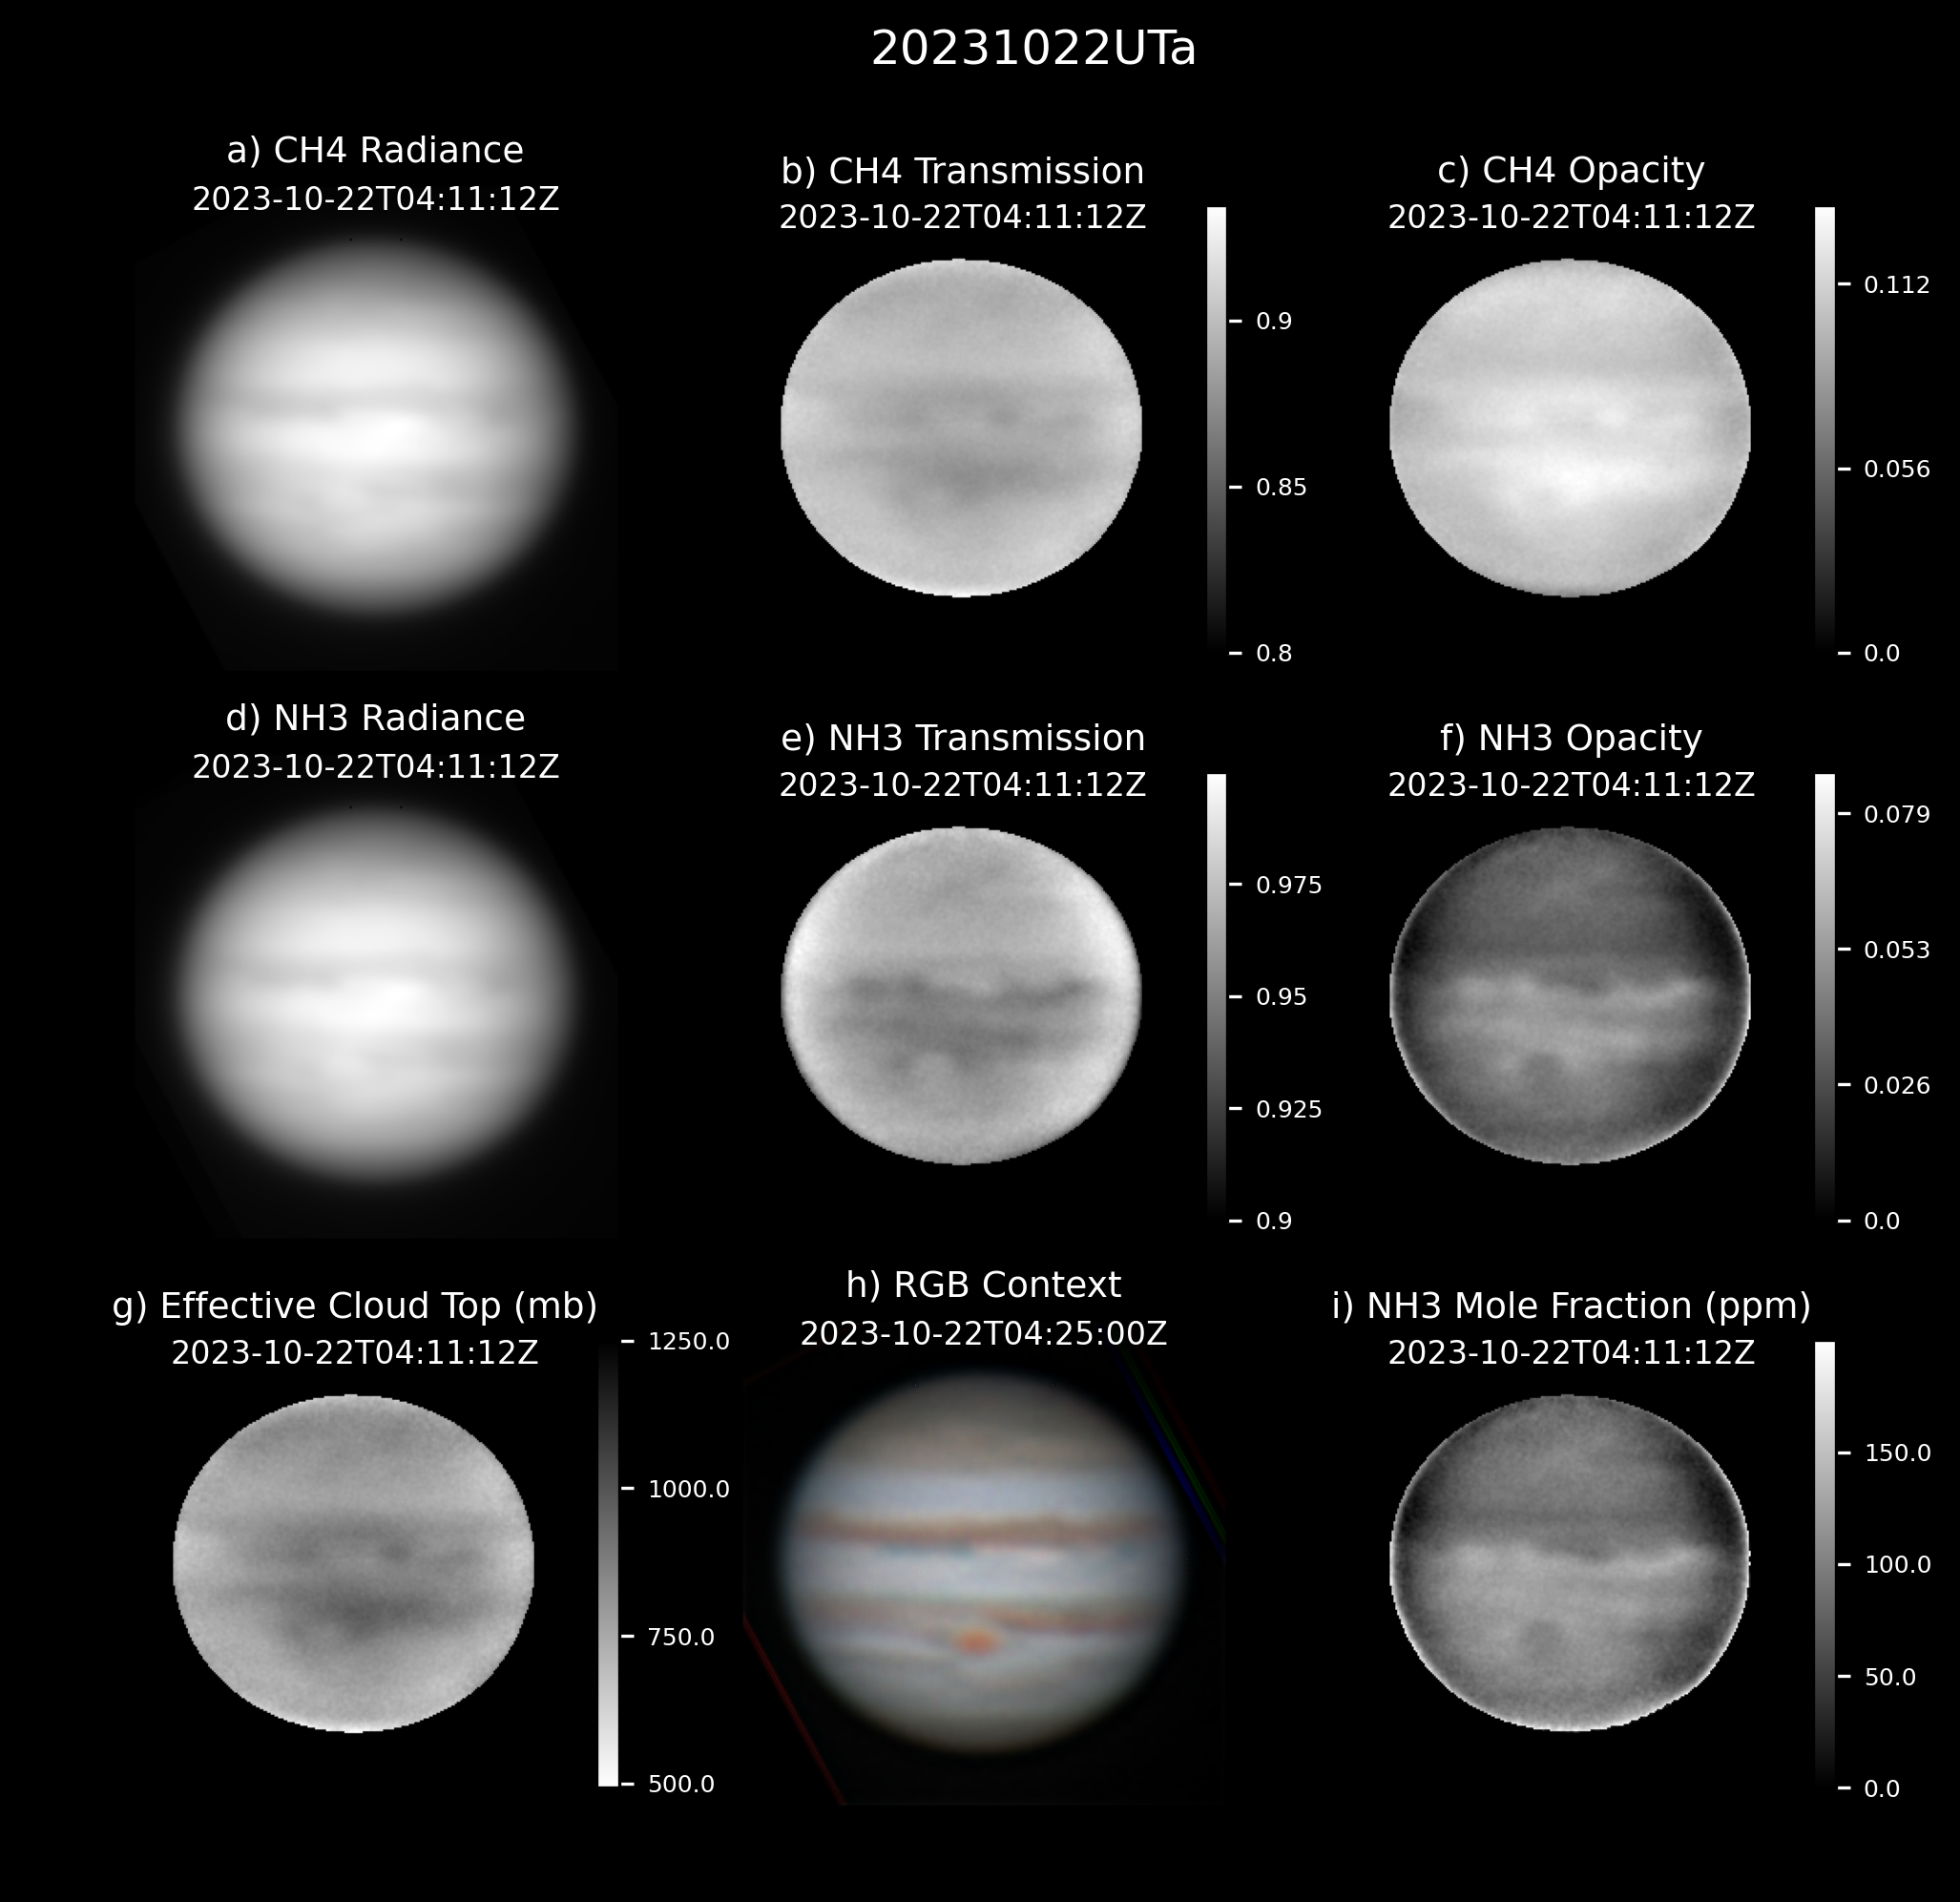 20231022UTa
a) CH4 Radiance
2023-10-22T04:11:12Z
b) CH4 Transmission
2023-10-22T04:11:12Z
0.9
0.85
0.8
c) CH4 Opacity
2023-10-22T04:11:12Z
0.112
0.056
0.0
d) NH3 Radiance
2023-10-22T04:11:12Z
e) NH3 Transmission
2023-10-22T04:11:12Z
0.975
0.95
0.925
0.9
f) NH3 Opacity
2023-10-22T04:11:12Z
0.079
0.053
0.026
0.0
g) Effective Cloud Top (mb)
2023-10-22T04:11:12Z
1250.0
1000.0
750.0
500.0
h) RGB Context
2023-10-22T04:25:00Z
i) NH3 Mole Fraction (ppm)
2023-10-22T04:11:12Z
150.0
100.0
50.0
0.0